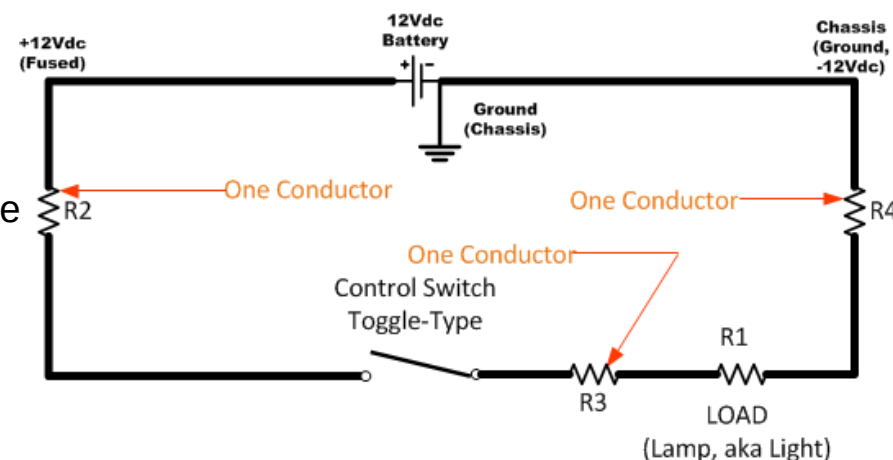 12Vdc
Battery
+12Vdc
(Fused)
Chassis
(Ground,
-12Vdc)
+ −
Ground
(Chassis)
e
R2
One Conductor
One Conductor
R4
One Conductor
Control Switch
Toggle-Type
R1
R3
LOAD
(Lamp, aka Light)